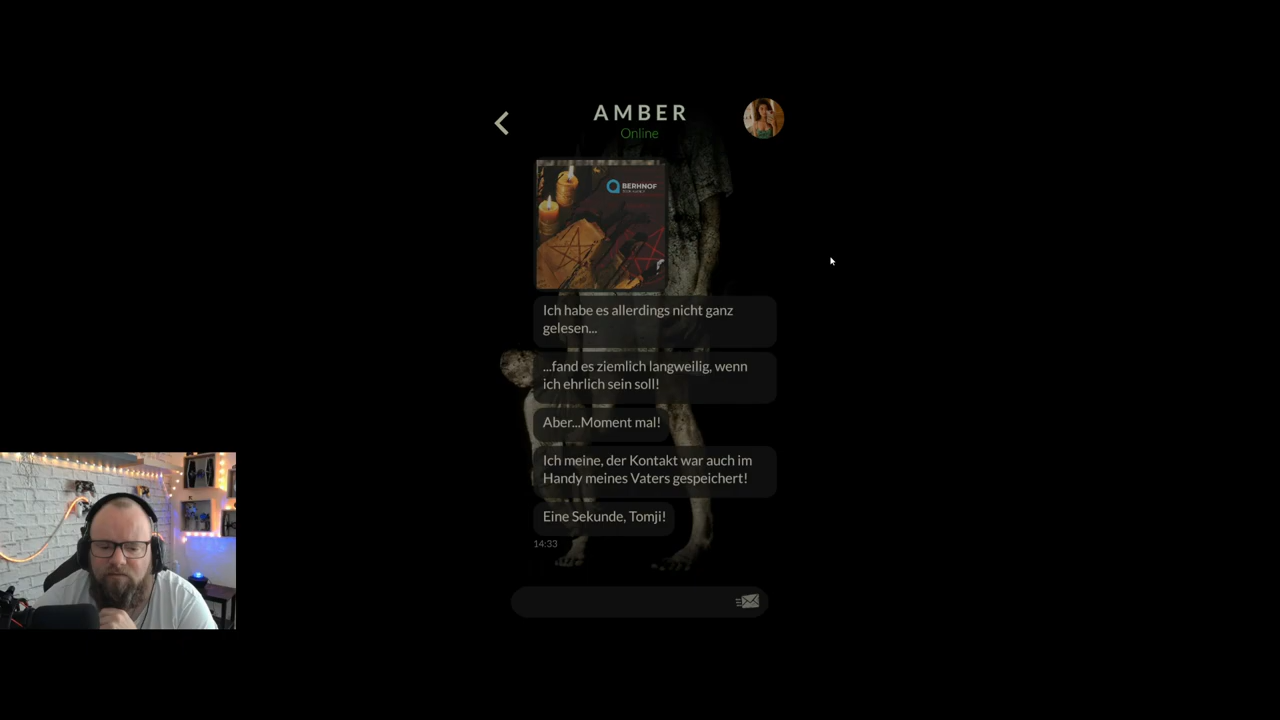 AMBER
Online
BERHNOF
Ich habe es allerdings nicht ganz
gelesen...
...fand es ziemlich langweilig, wenn
ich ehrlich sein soll!
Aber...Moment mal!
Ich meine, der Kontakt war auch im
Handy meines Vaters gespeichert!
Eine Sekunde, Tomji!
14:33